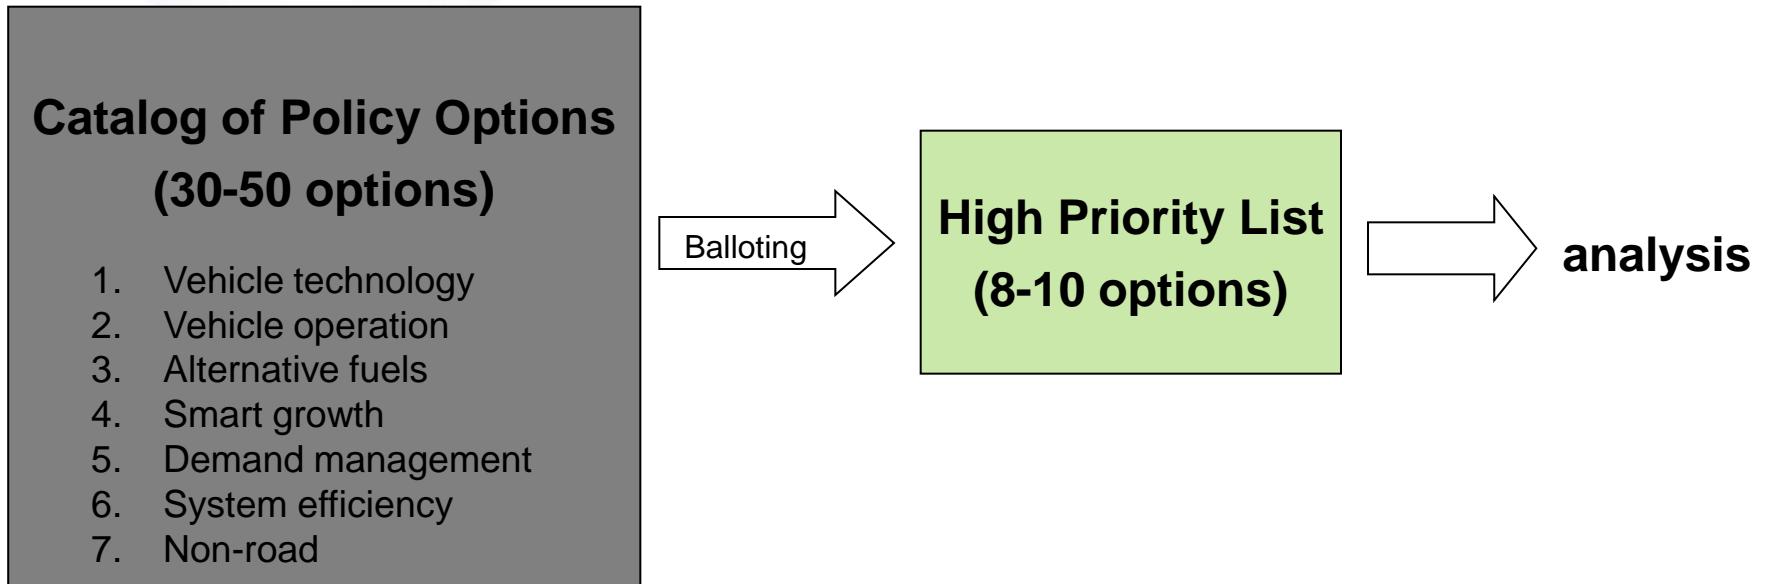 Catalog of Policy Options
(30-50 options)
1. Vehicle technology
2. Vehicle operation
3. Alternative fuels
4. Smart growth
5. Demand management
6. System efficiency
7. Non-road
Balloting
High Priority List
(8-10 options)
analysis